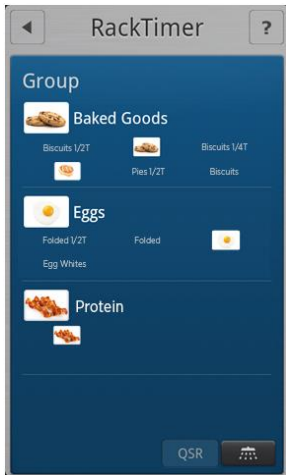 RackTimer ?
Group
Baked Goods
Biscuits 1/2T Biscuits 1/4T
Pies 1/2T Biscuits
Eggs
Folded 1/2T Folded
Egg Whites
Protein
QSR